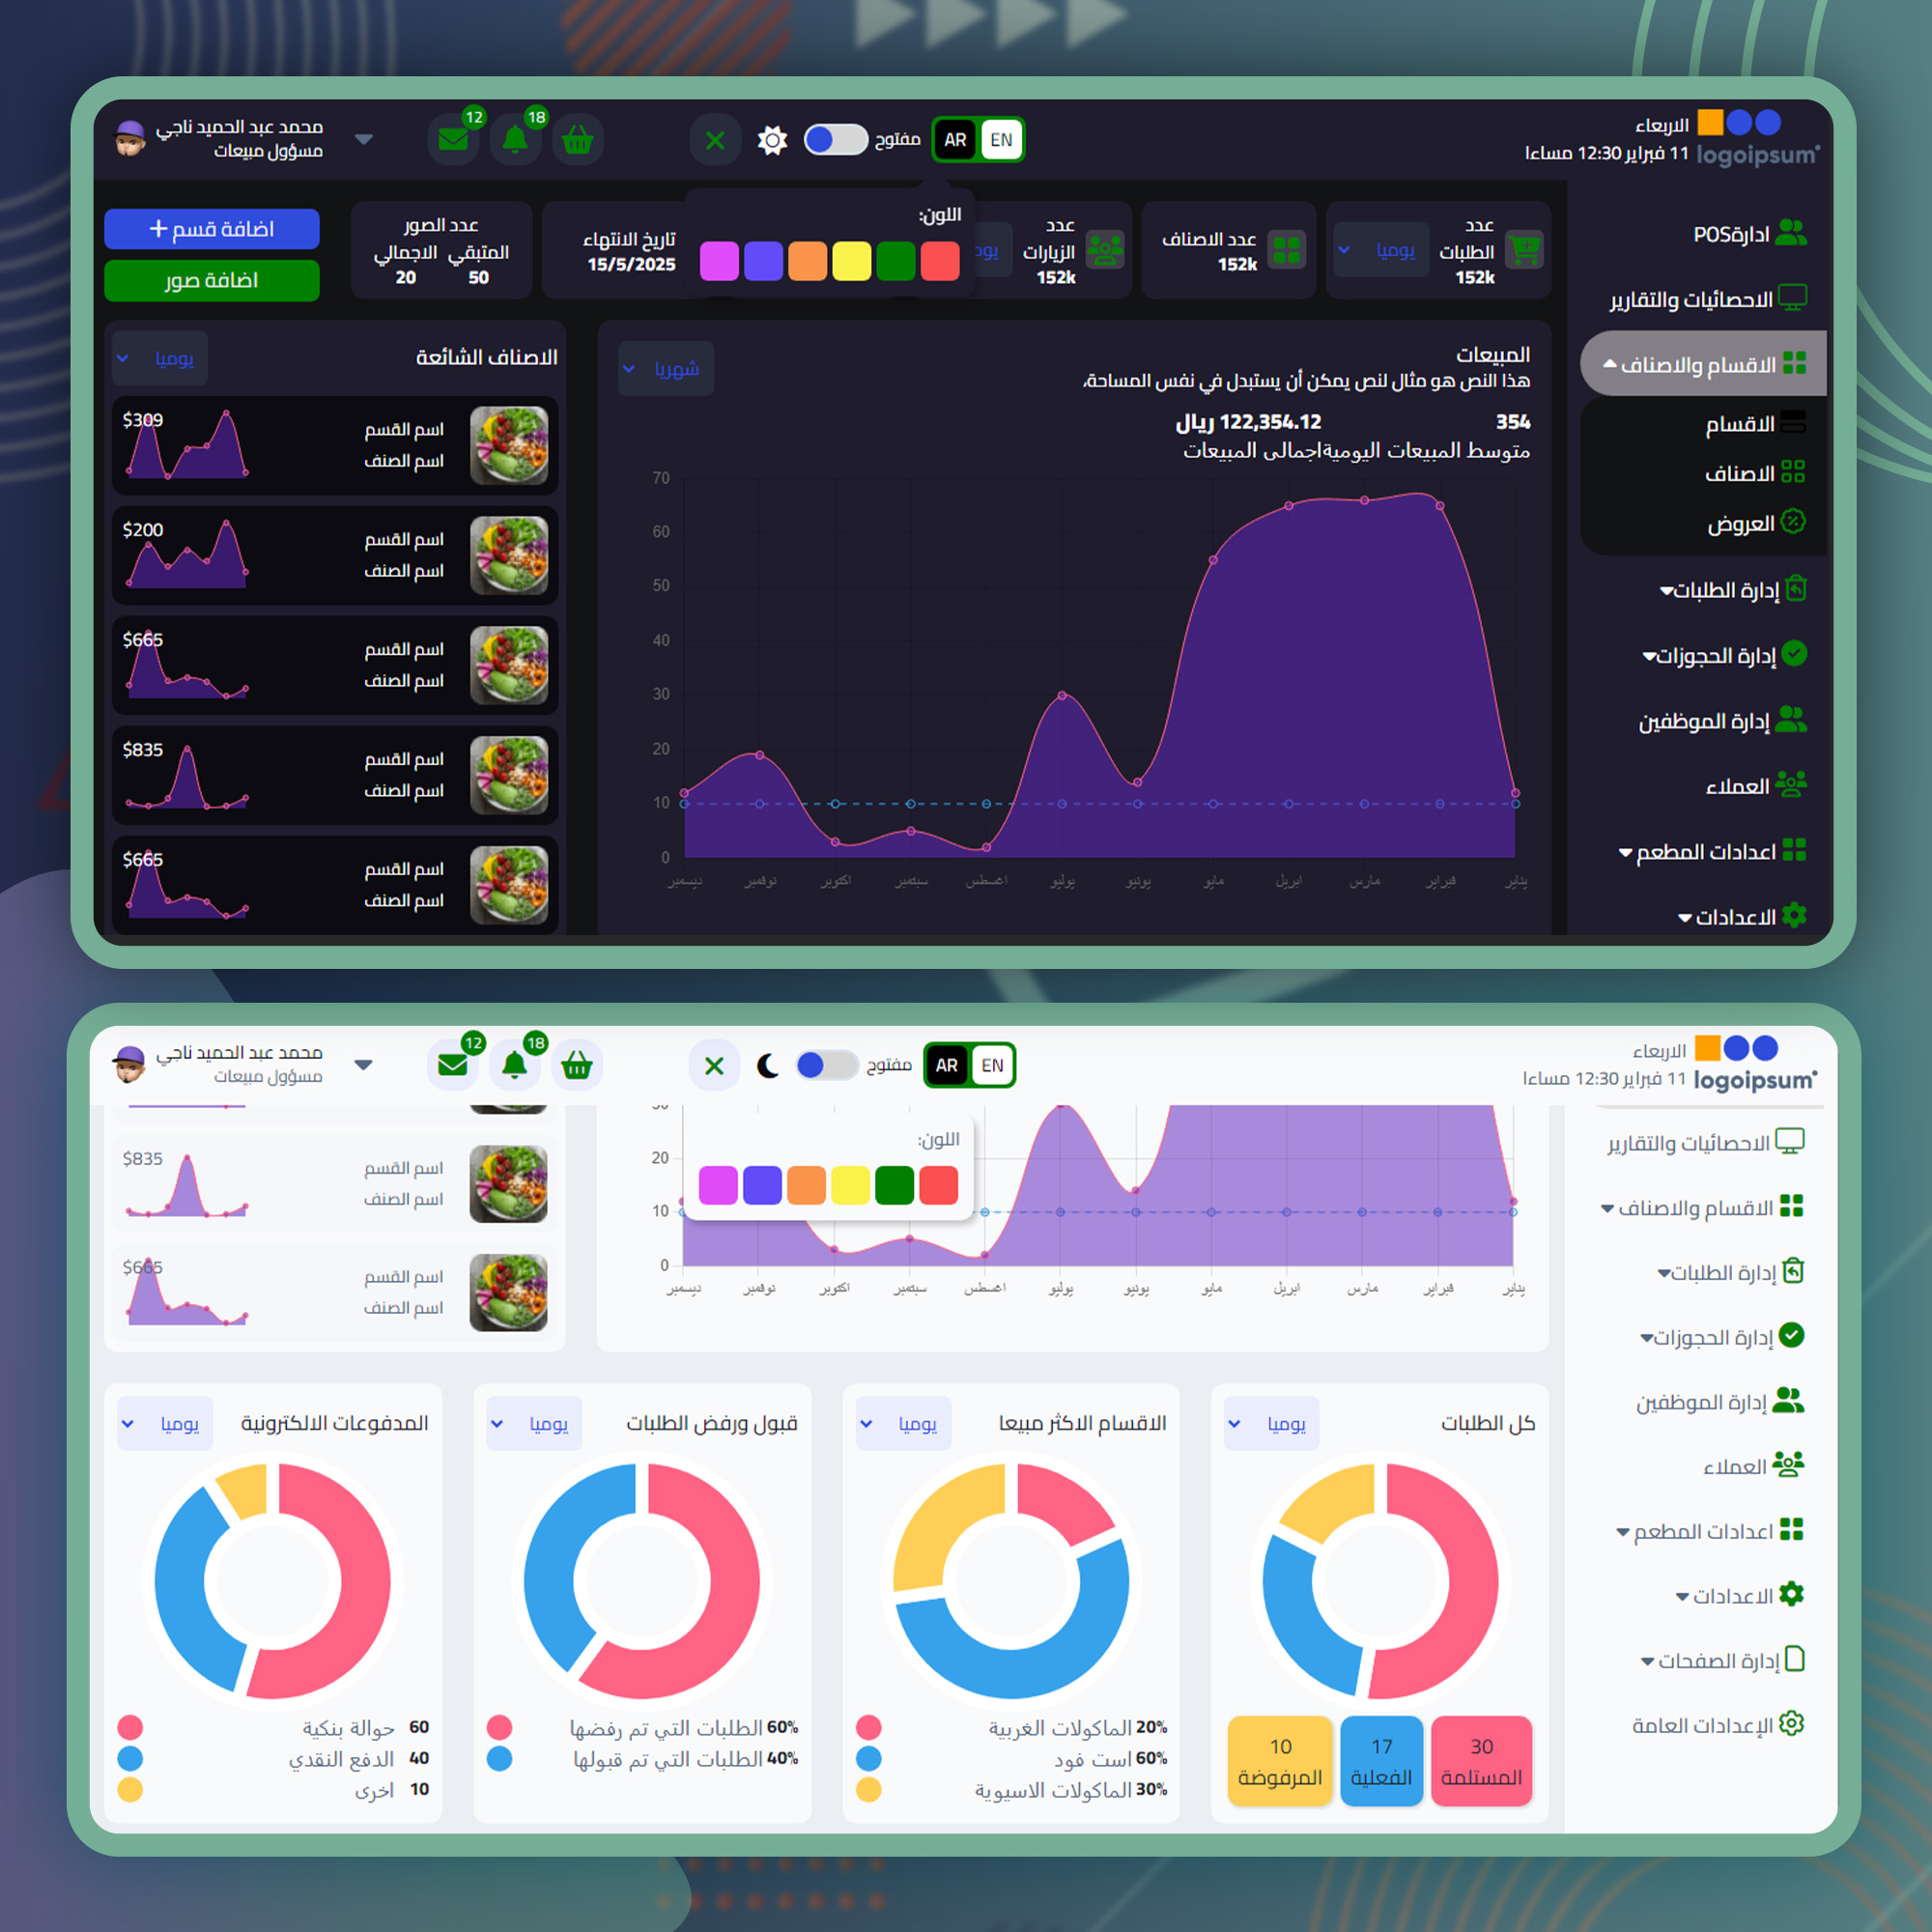 logoipsum
الاربعاء
11 فبراير 12:30 مساءا
EN
AR
مفتوح
18
12
محمد عبد الحميد ناجي
مسؤول مبيعات
ادارةPOS
الاحصائيات والتقارير
الاقسام والاصناف
الاقسام
الاصناف
العروض
إدارة الطلبات
إدارة الحجوزات
إدارة الموظفين
العملاء
اعدادات المطعم
الاعدادات
عدد
الطلبات
152k
يوميا
عدد الاصناف
152k
عدد
الزيارات
152k
يود
اللون:
تاريخ الانتهاء
15/5/2025
عدد الصور
المتبقي الاجمالي
50 20
اضافة قسم +
اضافة صور
المبيعات
هذا النص هو مثال لنص يمكن أن يستبدل في نفس المساحة،
شهريا
354
متوسط المبيعات اليومية
122,354.12 ريال
اجمالى المبيعات
70
60
50
40
30
20
10
0
يناير فبراير مارس ابريل مايو يونيو يوليو اغسطس سبتمبر اكتوبر نوفمبر ديسمبر
الاصناف الشائعة
يوميا
اسم القسم
اسم الصنف
$309
اسم القسم
اسم الصنف
$200
اسم القسم
اسم الصنف
$665
اسم القسم
اسم الصنف
$835
اسم القسم
اسم الصنف
$665
logoipsum
الاربعاء
11 فبراير 12:30 مساءا
EN
AR
مفتوح
18
12
محمد عبد الحميد ناجي
مسؤول مبيعات
الاحصائيات والتقارير
الاقسام والاصناف
إدارة الطلبات
إدارة الحجوزات
إدارة الموظفين
العملاء
اعدادات المطعم
الاعدادات
إدارة الصفحات
الإعدادات العامة
اللون:
20
10
0
يناير فبراير مارس ابريل مايو يونيو يوليو اغسطس سبتمبر اكتوبر نوفمبر ديسمبر
اسم القسم
اسم الصنف
$835
اسم القسم
اسم الصنف
$665
كل الطلبات
يوميا
30
المستلمة
17
الفعلية
10
المرفوضة
الاقسام الاكثر مبيعا
يوميا
20% الماكولات الغربية
60% است فود
30% الماكولات الاسيوية
قبول ورفض الطلبات
يوميا
60% الطلبات التي تم رفضها
40% الطلبات التي تم قبولها
المدفوعات الالكترونية
يوميا
60 حوالة بنكية
40 الدفع النقدي
10 اخرى